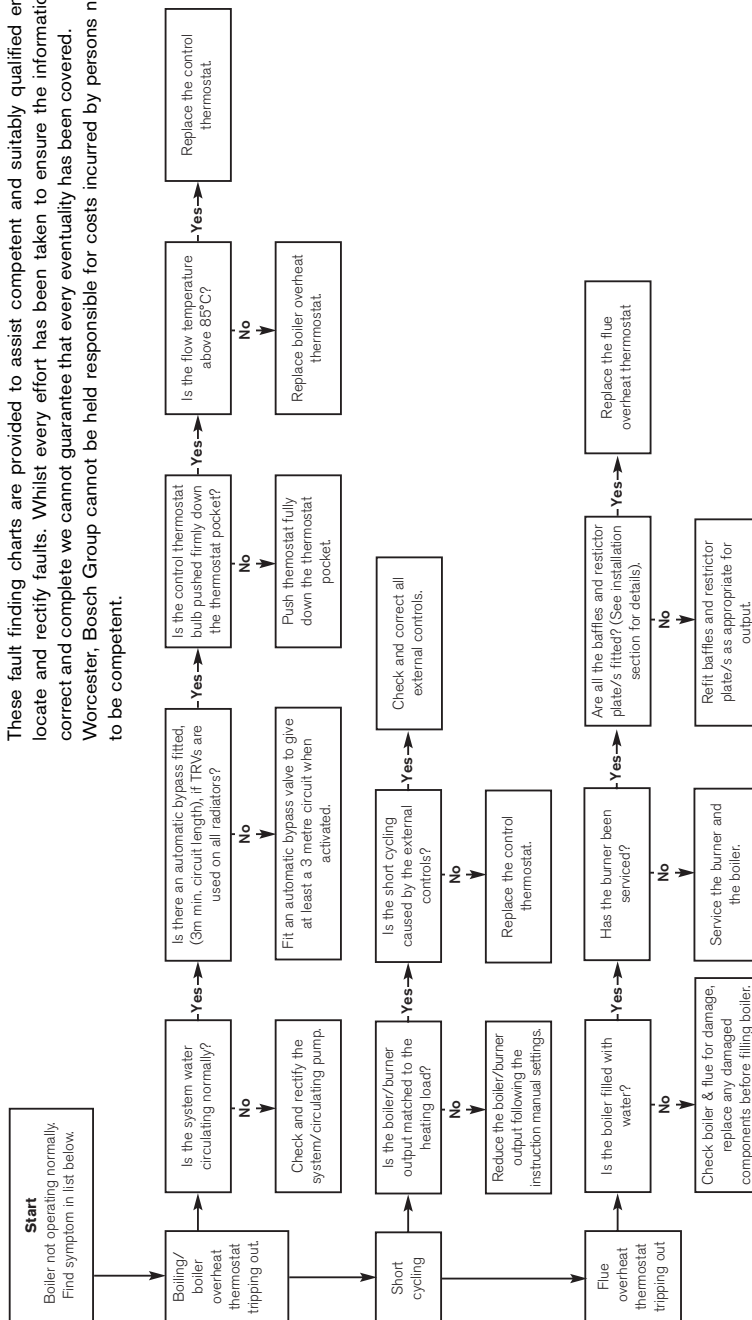 These fault finding charts are provided to assist competent and suitably qualified
locate and rectify faults. Whilst every effort has been taken to ensure the
correct and complete we cannot guarantee that every eventuality has been covered.
Worcester, Bosch Group cannot be held responsible for costs incurred by persons
to be competent.
Start
Boiler not operating normally.
Find symptom in list below.
Boiling/
boiler
overheat
thermostat
tripping out.
Is the system water
circulating normally?
Yes
No
Check and rectify the
system/circulating pump.
Is there an automatic bypass fitted,
(3m min. circuit length), if TRVs are
used on all radiators?
Yes
No
Fit an automatic bypass valve to give
at least a 3 metre circuit when
activated.
Is the control thermostat
bulb pushed firmly down
the thermostat pocket?
Yes
No
Push themostat fully
down the thermostat
pocket.
Is the flow temperature
above 85°C?
Yes
No
Replace boiler overheat
thermostat.
Replace the control
thermostat.
Short
cycling
Is the boiler/burner
output matched to the
heating load?
Yes
No
Reduce the boiler/burner
output following the
instruction manual settings.
Is the short cycling
caused by the external
controls?
Yes
No
Replace the control
thermostat.
Check and correct all
external controls.
Flue
overheat
thermostat
tripping out
Is the boiler filled with
water?
Yes
No
Check boiler & flue for damage,
replace any damaged
components before filling boiler.
Has the burner been
serviced?
Yes
No
Service the burner and
the boiler.
Are all the baffles and restictor
plate/s fitted? (See installation
section for details).
Yes
No
Refit baffles and restrictor
plate/s as appropriate for
output.
Replace the flue
overheat thermostat